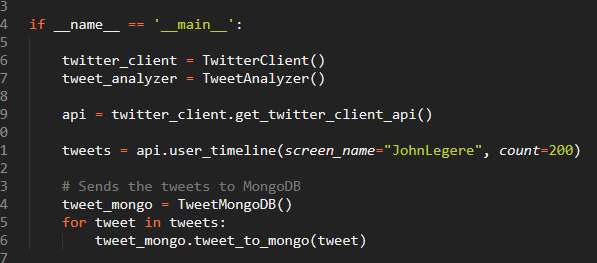 3
4 if __name__ == '__main__':
5
6     twitter_client = TwitterClient()
7     tweet_analyzer = TweetAnalyzer()
8
9     api = twitter_client.get_twitter_client_api()
0
1     tweets = api.user_timeline(screen_name="JohnLegere", count=200)
2
3     # Sends the tweets to MongoDB
4     tweet_mongo = TweetMongoDB()
5     for tweet in tweets:
6         tweet_mongo.tweet_to_mongo(tweet)
7